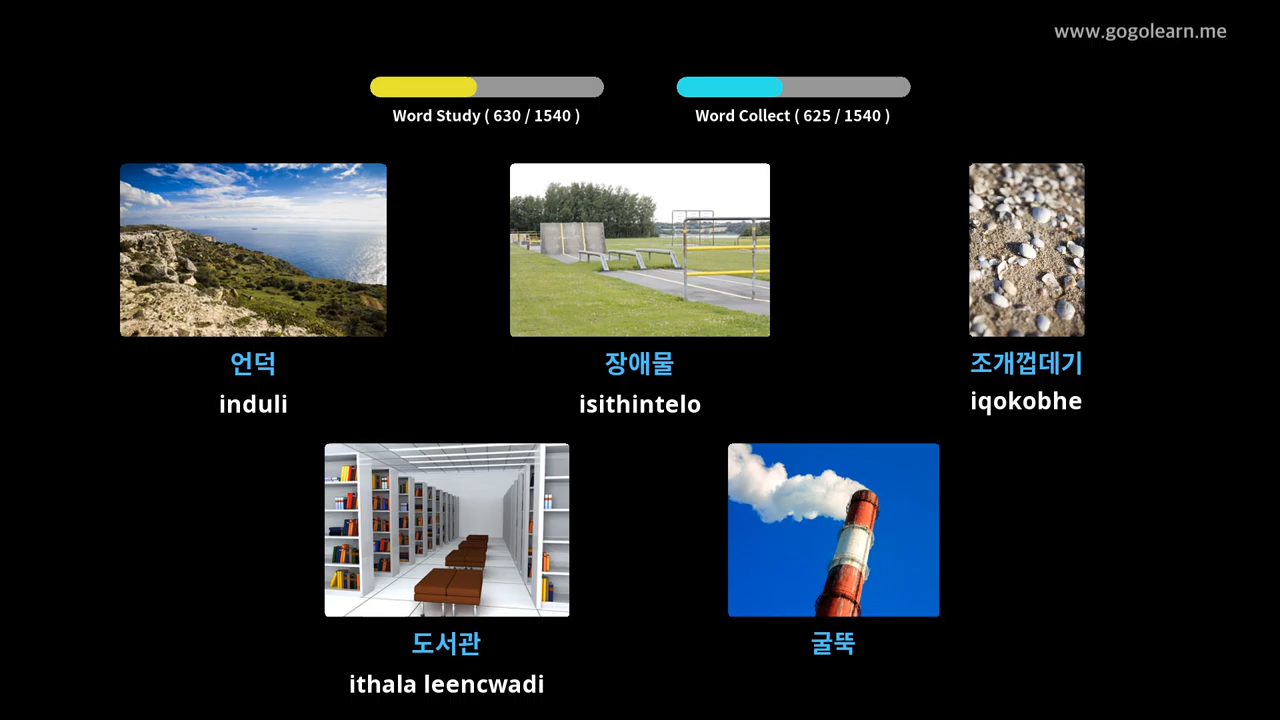 www.gogolearn.me
Word Study ( 630 / 1540 )
Word Collect ( 625 / 1540 )
언덕
induli
장애물
isithintelo
조개껍데기
iqokobhe
도서관
ithala leencwadi
굴뚝